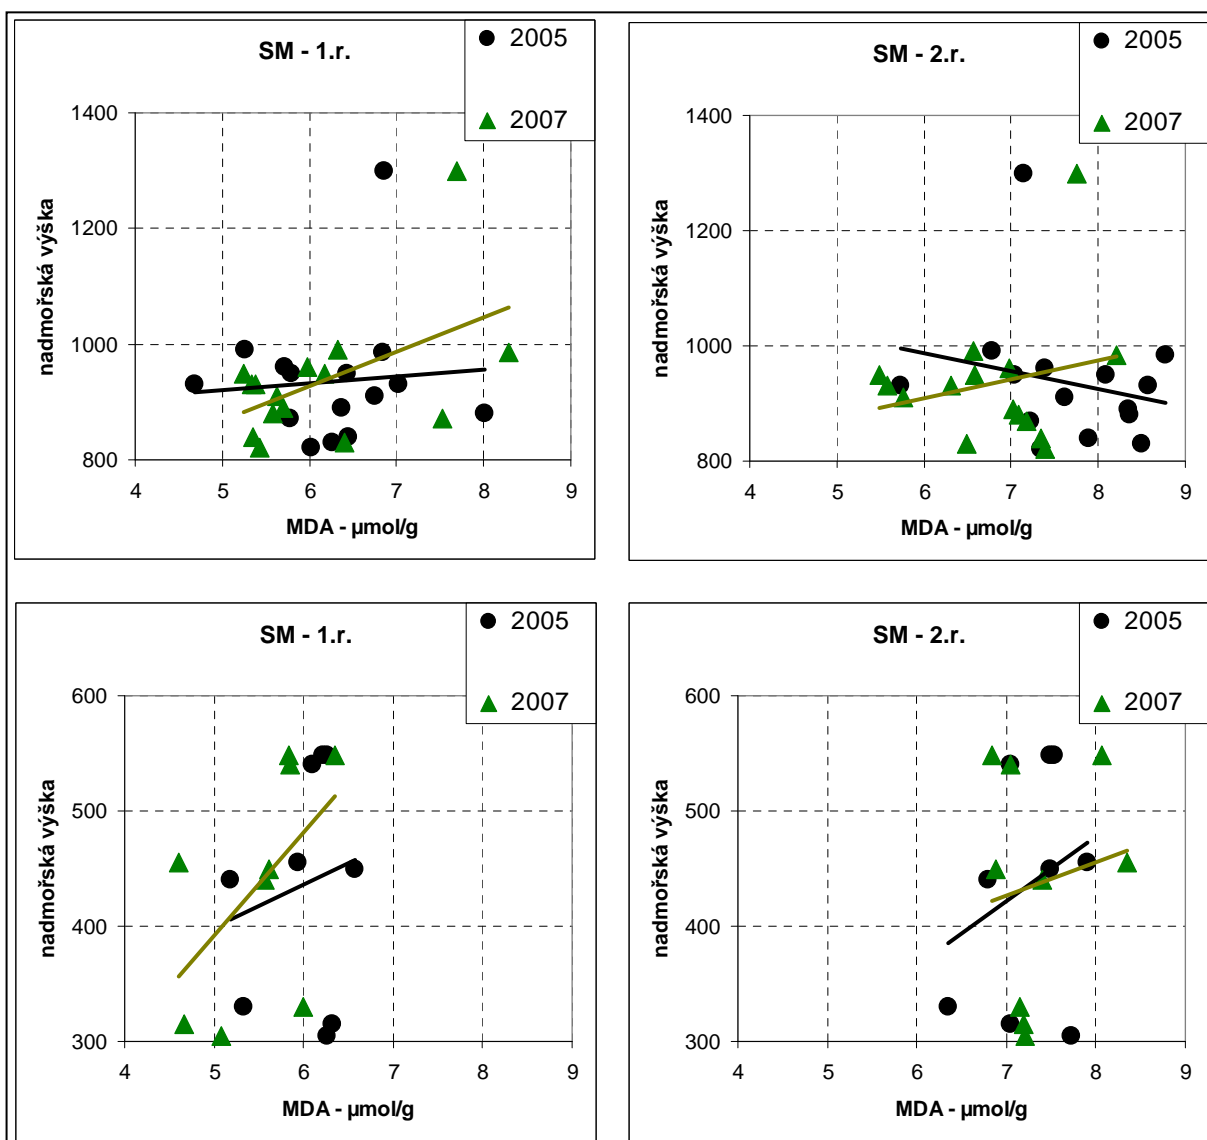 SM - 1.r.
2005
2007
nadmořská výška
1400
1200
1000
800
4 5 6 7 8 9
MDA - µmol/g
SM - 2.r.
2005
2007
nadmořská výška
1400
1200
1000
800
4 5 6 7 8 9
MDA - µmol/g
SM - 1.r.
2005
2007
nadmořská výška
600
500
400
300
4 5 6 7 8 9
MDA - µmol/g
SM - 2.r.
2005
2007
nadmořská výška
600
500
400
300
4 5 6 7 8 9
MDA - µmol/g